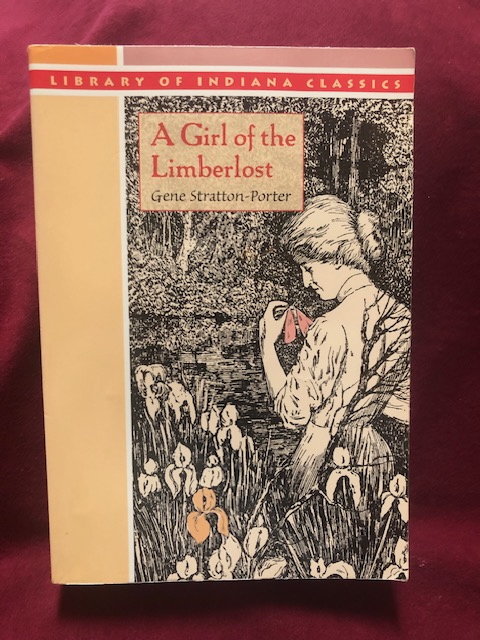 LIBRARY OF INDIANA CLASSICS
A Girl of the
Limberlost
Gene Stratton-Porter